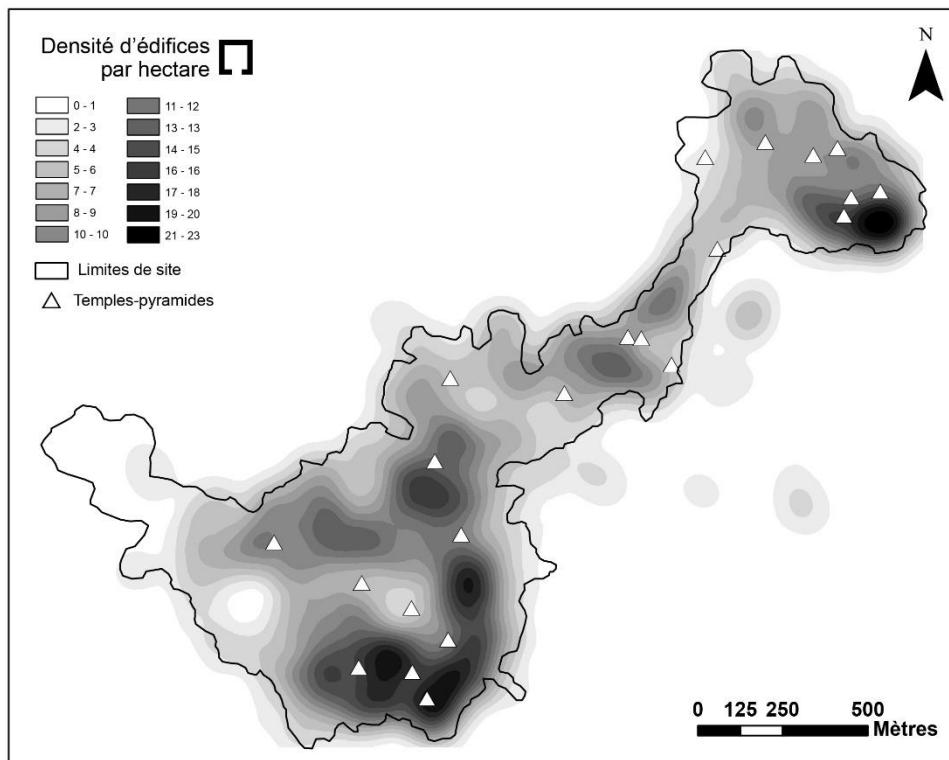 Densité d'édifices
par hectare
0 - 1
2 - 3
4 - 4
5 - 6
7 - 7
8 - 9
10 - 10
11 - 12
13 - 13
14 - 15
16 - 16
17 - 18
19 - 20
21 - 23
Limites de site
Temples-pyramides
N
0 125 250 500
Mètres